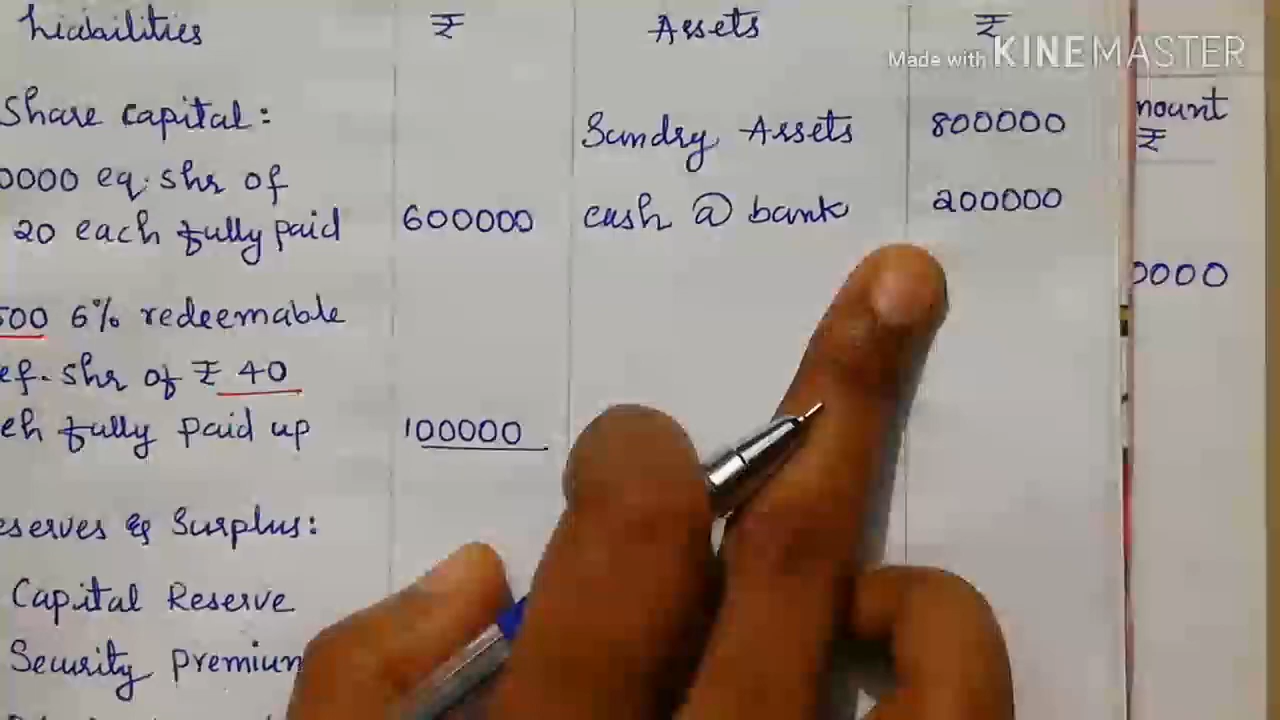 Liabilities ₹ Assets ₹
Made with KINEMASTER
Share Capital:
Sundry Assets 800000
mount
₹
0000 eq. shr of
20 each fully paid 600000 cash @ bank 200000
0000
500 6% redeemable
ef. shr of ₹ 40
ch fully paid up 100000
eserves & Surplus:
Capital Reserve
Security premium